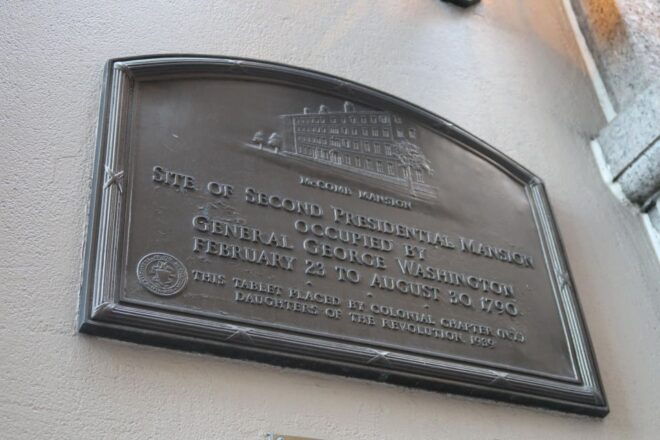 McCOMB MANSION
SITE OF SECOND PRESIDENTIAL MANSION
OCCUPIED BY
GENERAL GEORGE WASHINGTON
FEBRUARY 23 TO AUGUST 30, 1790.
THIS TABLET PLACED BY COLONIAL CHAPTER
DAUGHTERS OF THE REVOLUTION, 1939